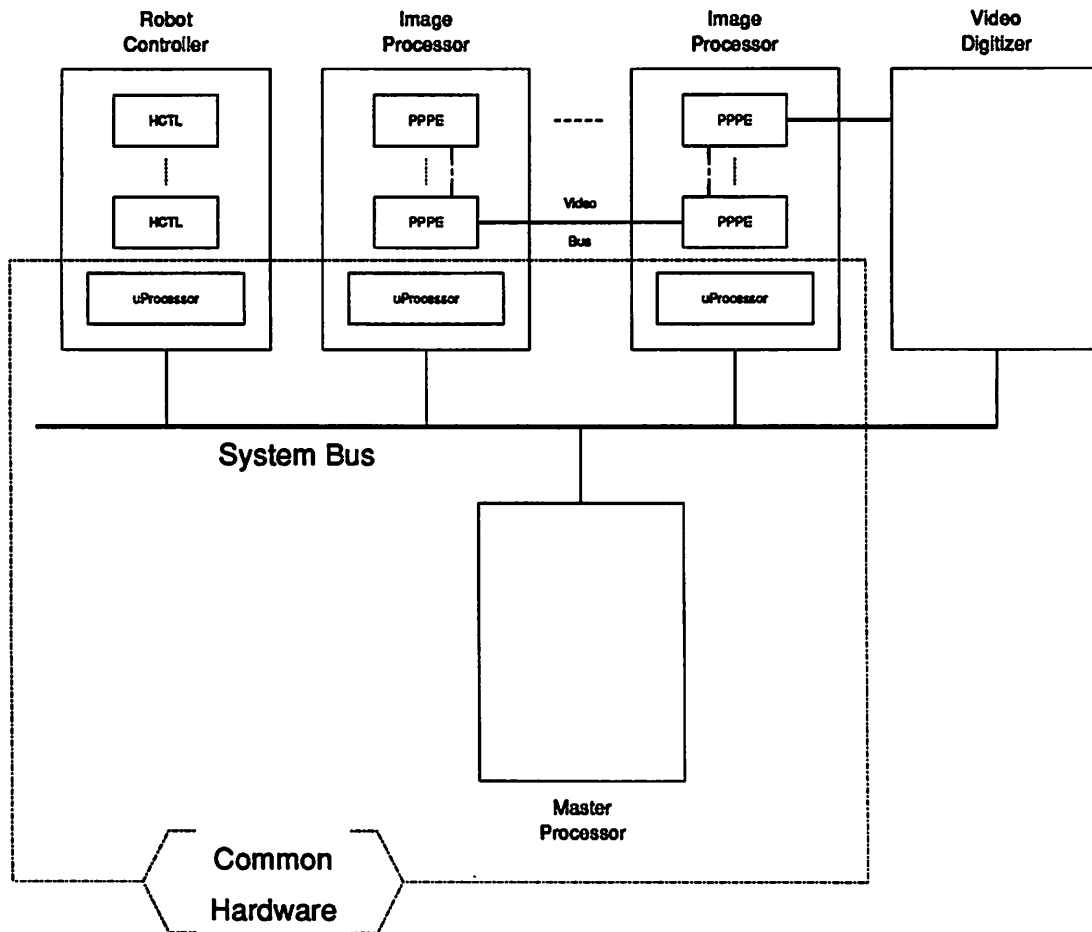 Robot
Controller
Image
Processor
Image
Processor
Video
Digitizer
HCTL
PPPE
PPPE
HCTL
PPPE
Video
Bus
PPPE
uProcessor
uProcessor
uProcessor
System Bus
Master
Processor
Common
Hardware